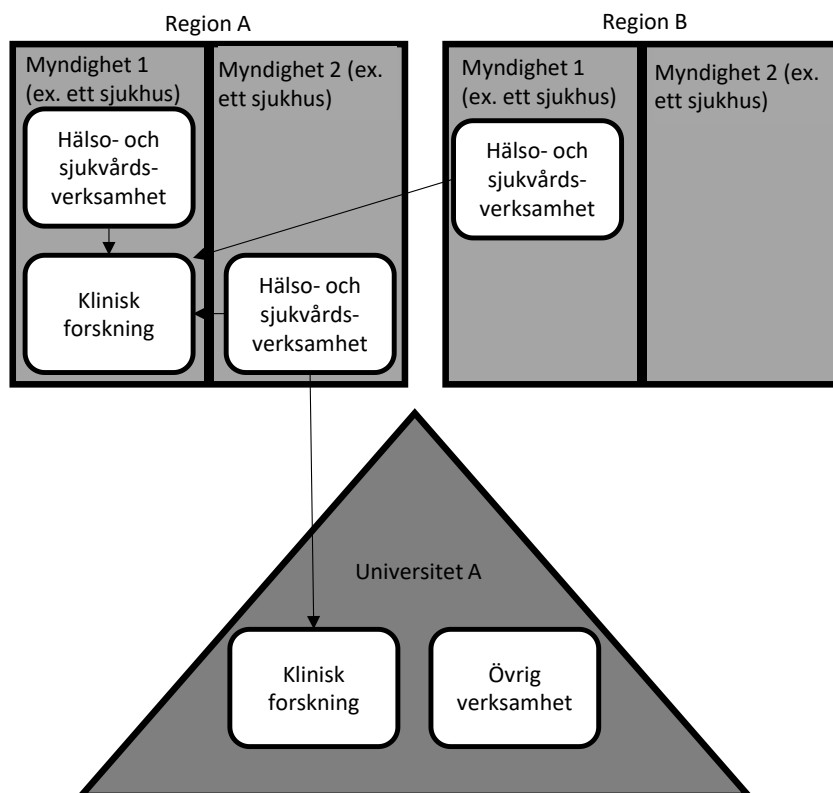 Region A
Region B
Myndighet 1
(ex. ett sjukhus)
Myndighet 2 (ex.
ett sjukhus)
Myndighet 1
(ex. ett sjukhus)
Myndighet 2 (ex.
ett sjukhus)
Hälso- och
sjukvårds-
verksamhet
Hälso- och
sjukvårds-
verksamhet
Klinisk
forskning
Hälso- och
sjukvårds-
verksamhet
Universitet A
Klinisk
forskning
Övrig
verksamhet